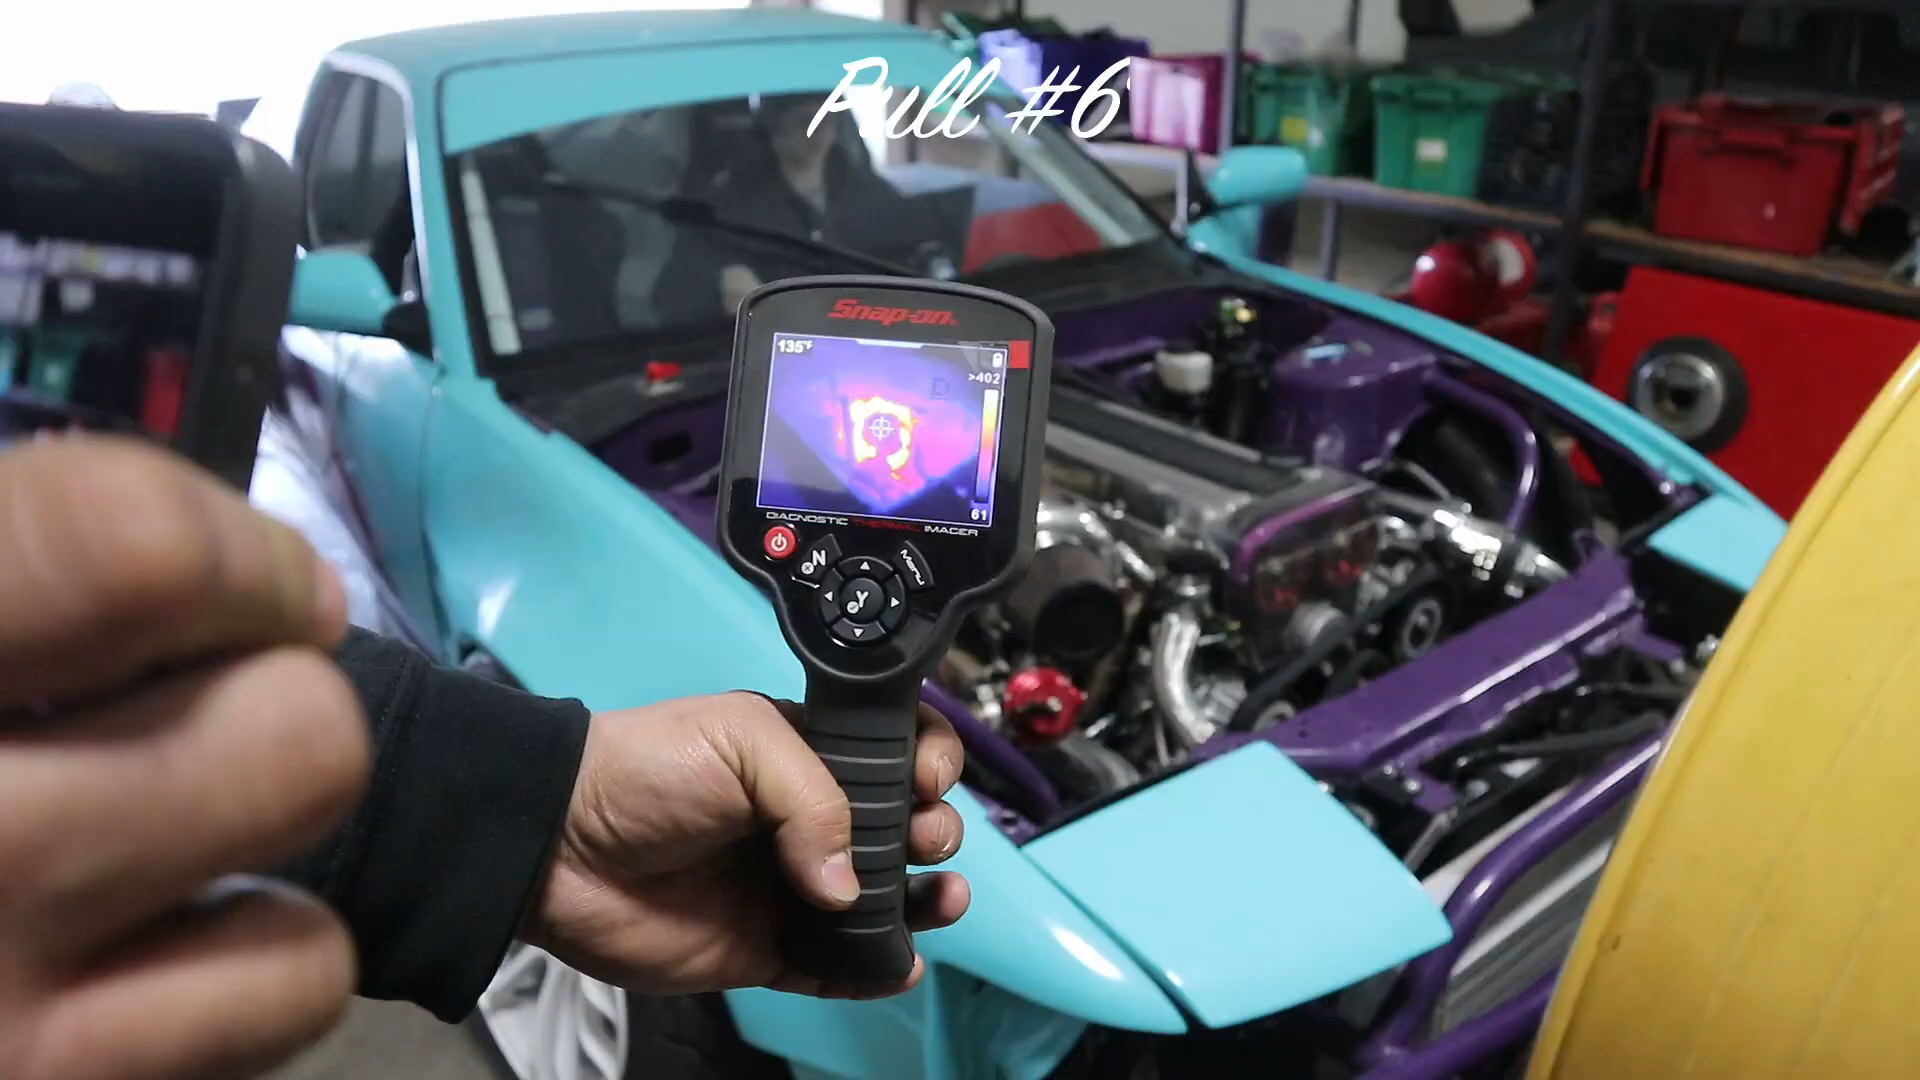 Pull #6
Snap-on
135°F
>402
61
DIAGNOSTIC THERMAL IMAGER
N
Menu
Y